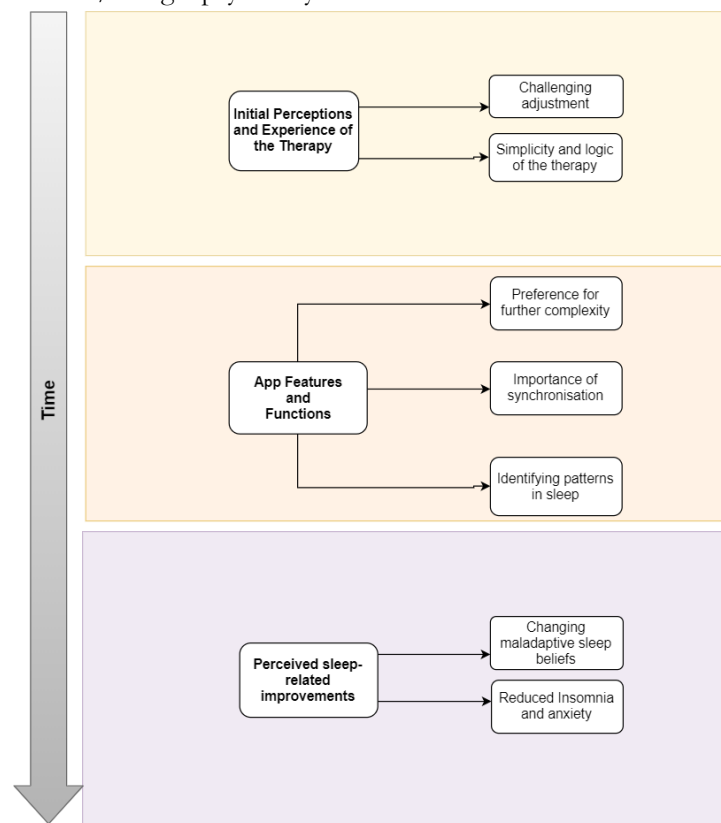 Initial Perceptions
and Experience of
the Therapy
Challenging
adjustment
Simplicity and logic
of the therapy
App Features
and
Functions
Preference for
further complexity
Importance of
synchronisation
Identifying patterns
in sleep
Perceived sleep-
related
improvements
Changing
maladaptive sleep
beliefs
Reduced Insomnia
and anxiety
Time